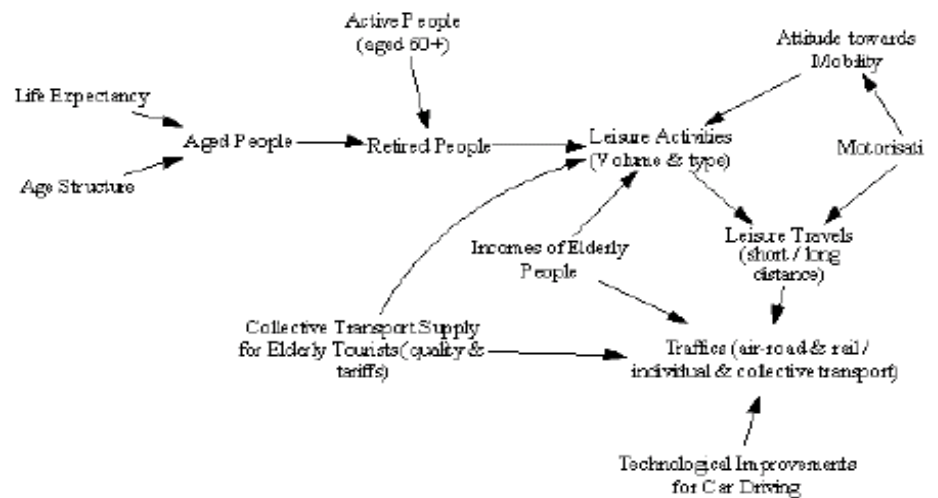 Active People
(aged 60+)
Attitude towards
Mobility
Life Expectancy
Aged People
Retired People
Leisure Activities
(Volume & type)
Motorisati
Age Structure
Incomes of Elderly
People
Leisure Travels
(short / long
distance)
Collective Transport Supply
for Elderly Tourists (quality &
tariffs)
Traffics (air-road & rail /
individual & collective transport)
Technological Improvements
for Car Driving